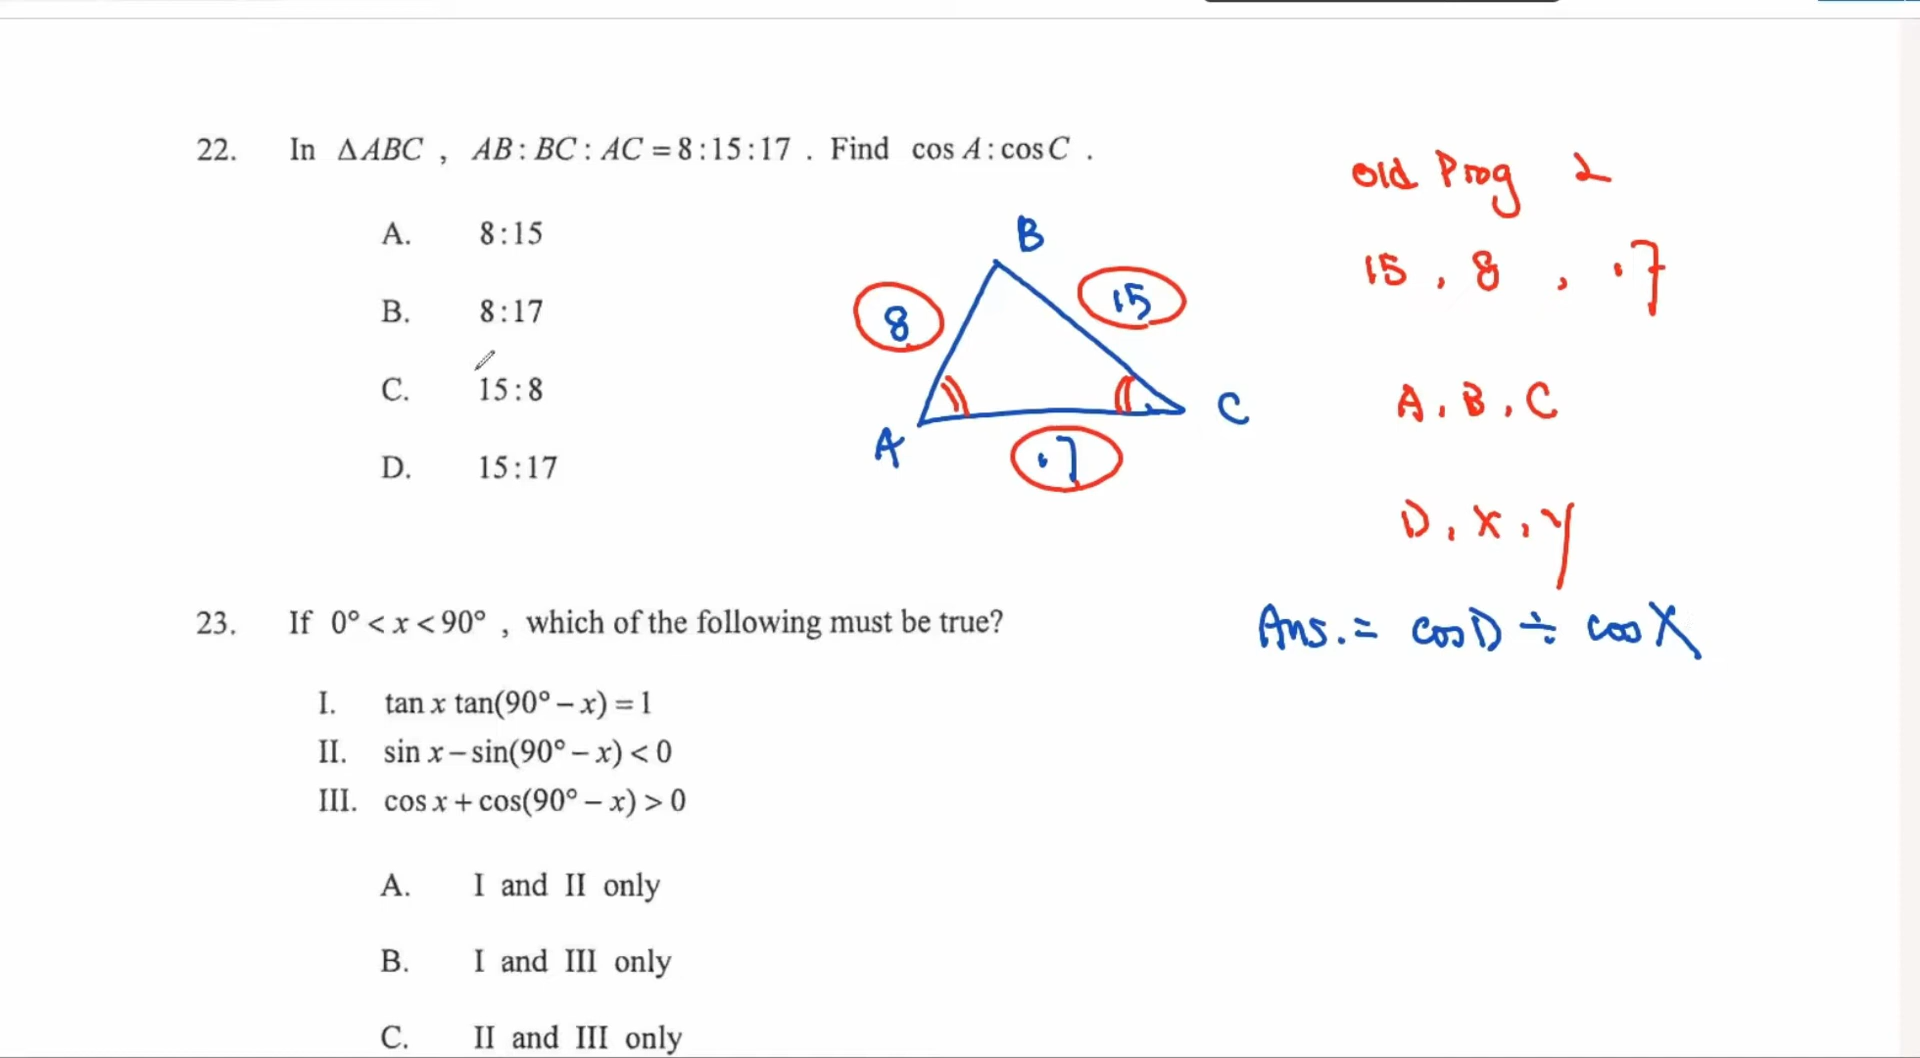 22. In ΔABC , AB : BC : AC = 8 : 15 : 17 . Find cos A : cos C .
A. 8 : 15
B. 8 : 17
C. 15 : 8
D. 15 : 17
B
8
15
A
C
17
Old Prog 2
15 , 8 , 17
A , B , C
D , X , Y
Ans. = cos D ÷ cos X
23. If 0° < x < 90° , which of the following must be true?
I. tan x tan(90° – x) = 1
II. sin x – sin(90° – x) < 0
III. cos x + cos(90° – x) > 0
A. I and II only
B. I and III only
C. II and III only